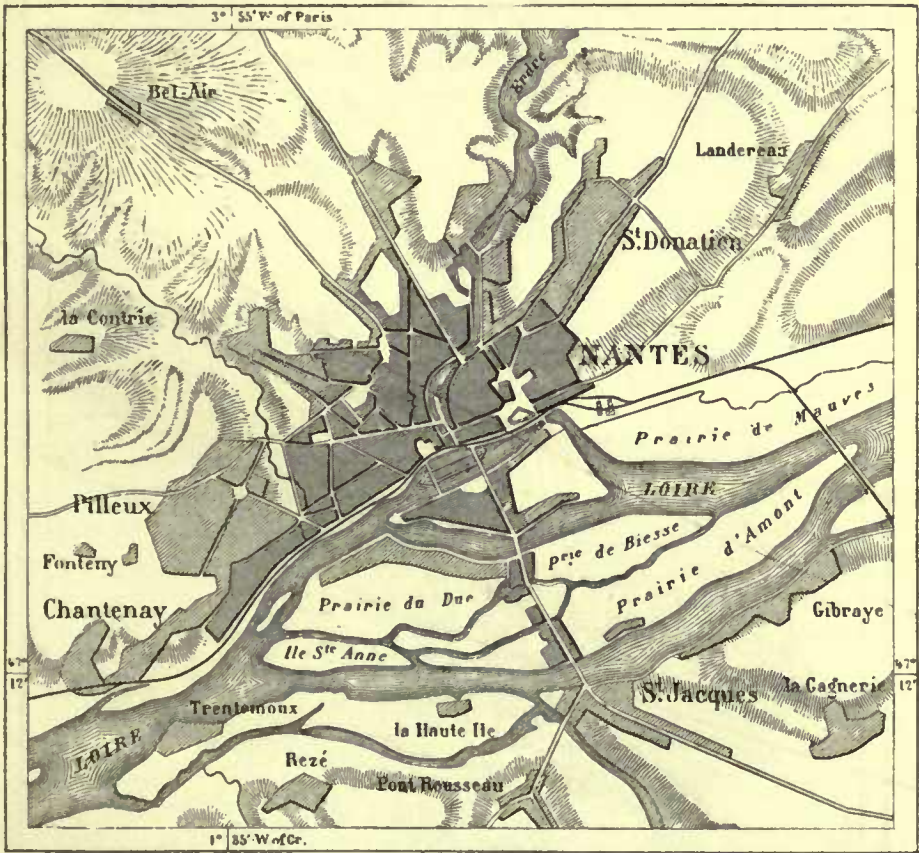 3° 55' W of Paris
Erdre
Bel-Air
Landereau
St. Donatien
la Contrie
NANTES
Prairie de Mauves
LOIRE
Pilleux
Prie de Biesse
Prairie d'Amont
Fonteny
Chantenay
Prairie du Duc
Gibraye
Ile Ste Anne
47°
12'
47°
12'
St. Jacques
la Gagnerie
Trentemoux
la Haute Ile
LOIRE
Rezé
Pont Rousseau
1° 35' W of Gr.